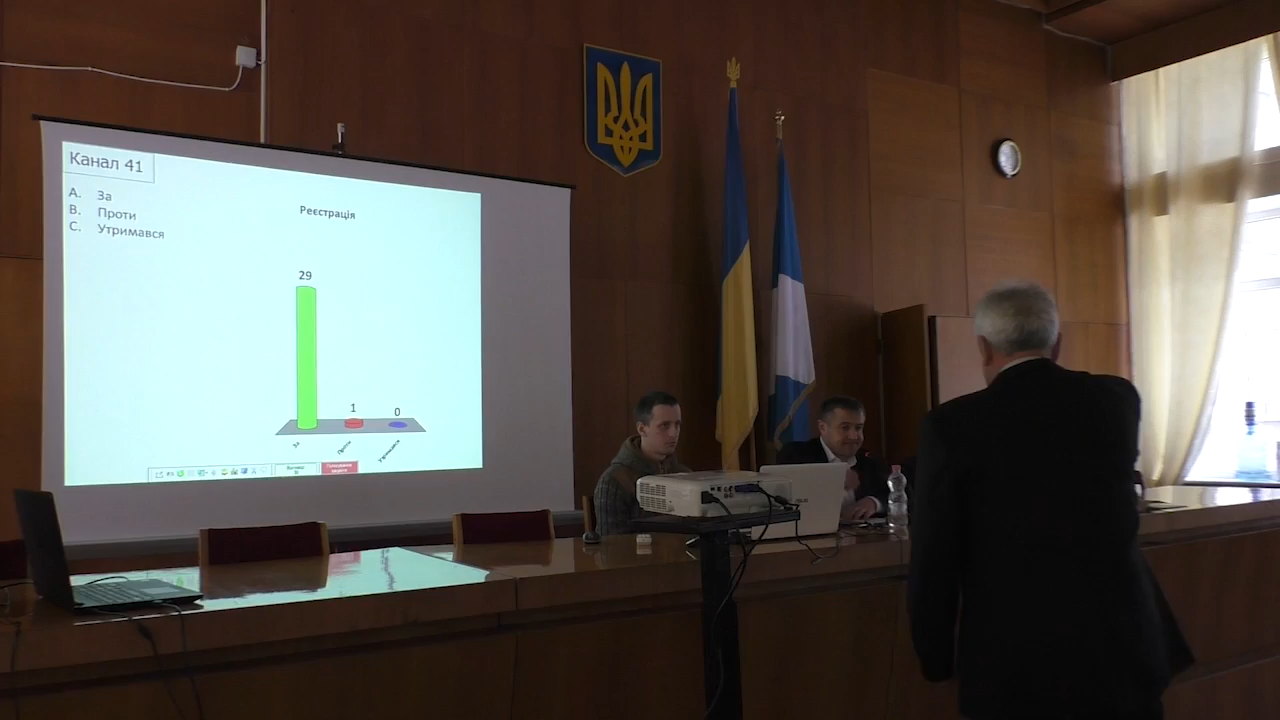 Канал 41
A. За
B. Проти
C. Утримався
Реєстрація
29
1
0
За
Проти
Утримався